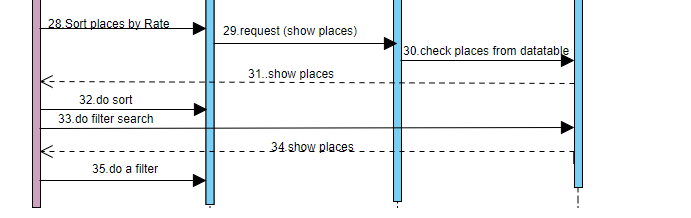 28.Sort places by Rate
29.request (show places)
30.check places from datatable
31..show places
32.do sort
33.do filter search
34.show places
35.do a filter